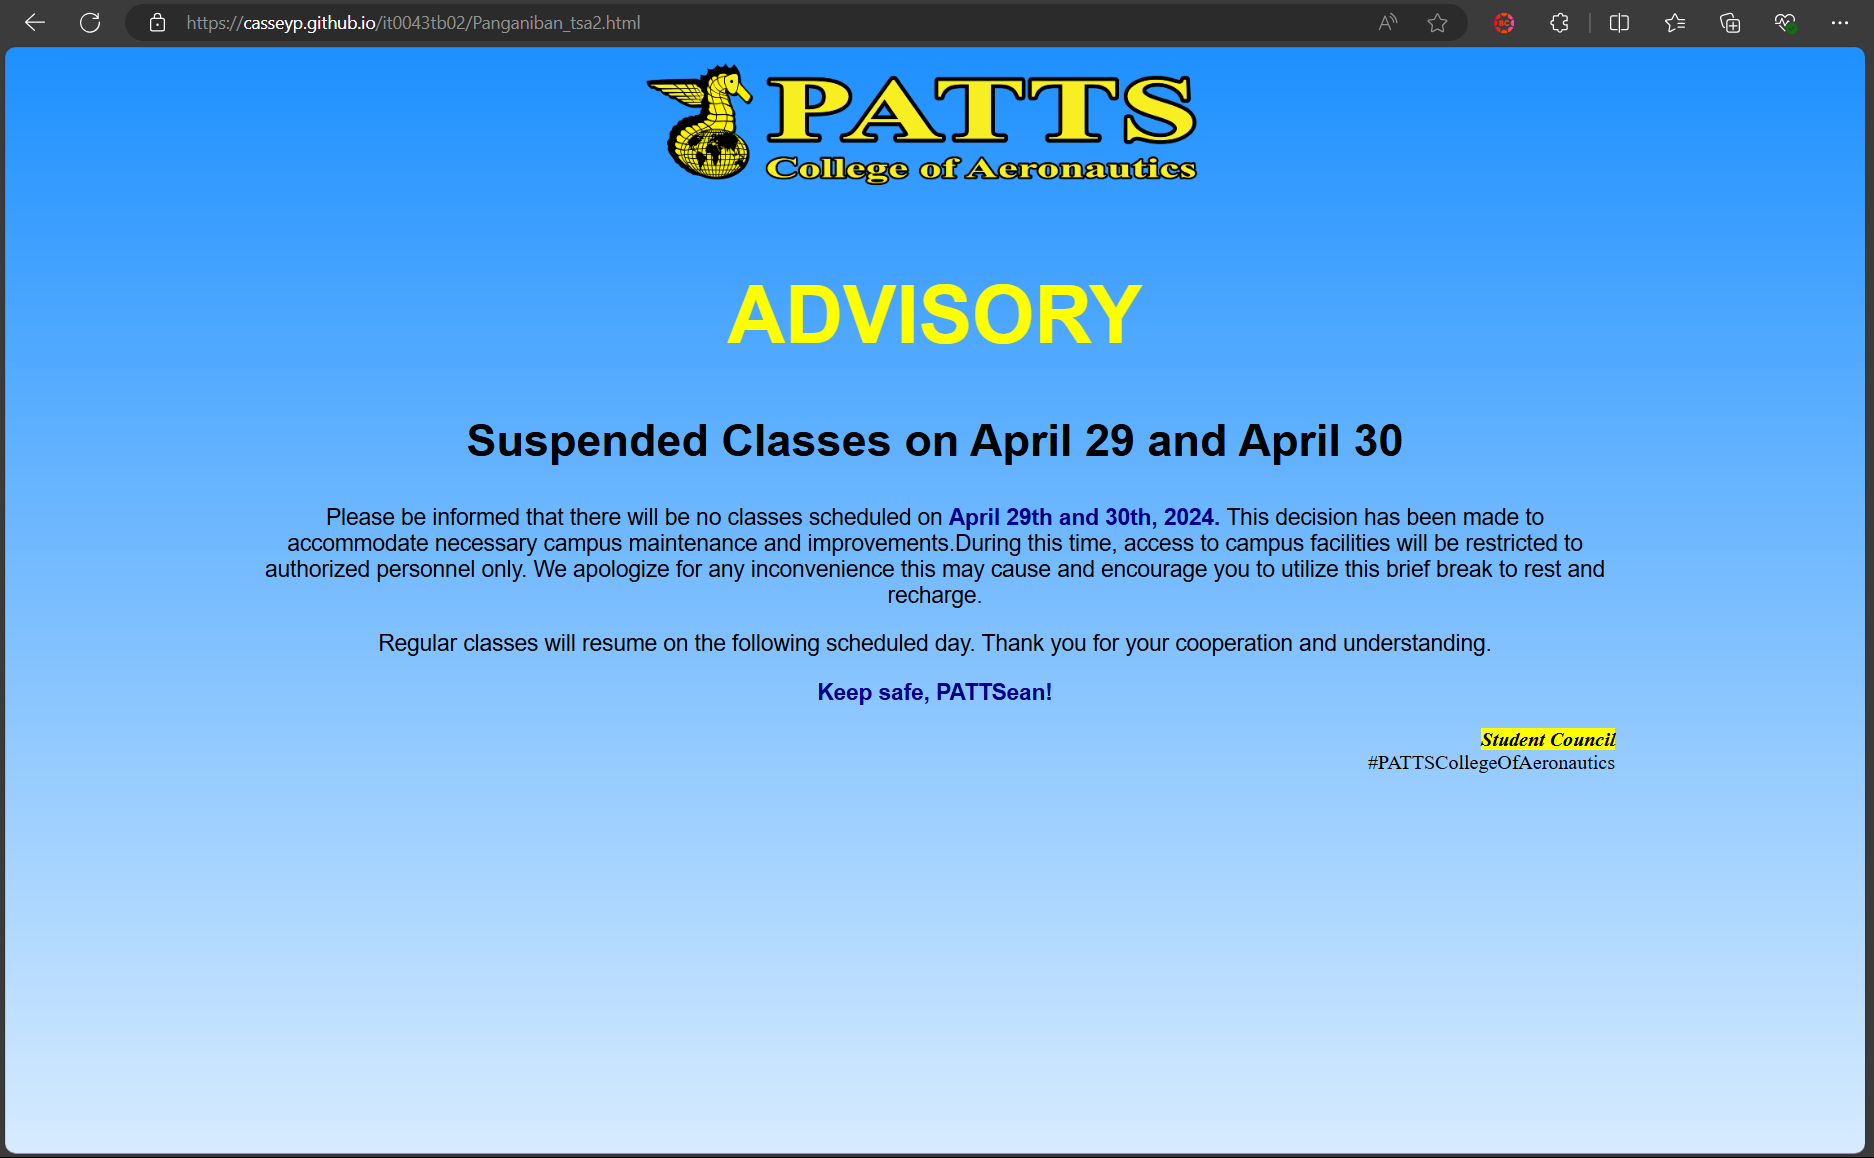 https://casseyp.github.io/it0043tb02/Panganiban_tsa2.html
PATTS
College of Aeronautics
ADVISORY
Suspended Classes on April 29 and April 30
Please be informed that there will be no classes scheduled on April 29th and 30th, 2024. This decision has been made to
accommodate necessary campus maintenance and improvements.During this time, access to campus facilities will be restricted to
authorized personnel only. We apologize for any inconvenience this may cause and encourage you to utilize this brief break to rest and
recharge.
Regular classes will resume on the following scheduled day. Thank you for your cooperation and understanding.
Keep safe, PATTSean!
Student Council
#PATTSCollegeOfAeronautics